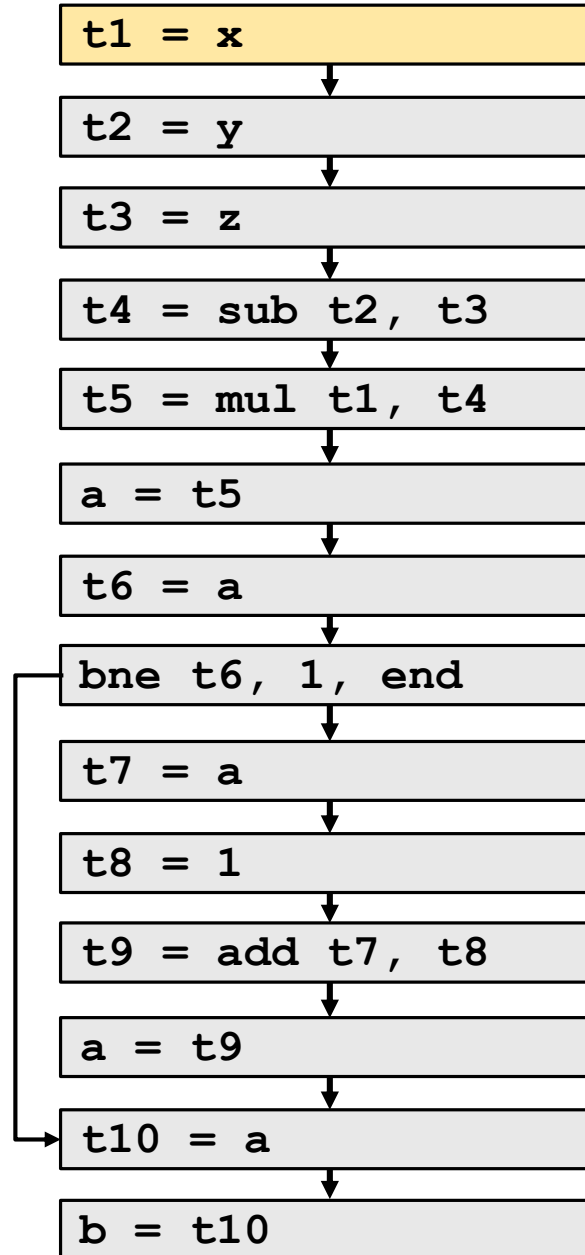 t1 = x
t2 = y
t3 = z
t4 = sub t2, t3
t5 = mul t1, t4
a = t5
t6 = a
bne t6, 1, end
t7 = a
t8 = 1
t9 = add t7, t8
a = t9
t10 = a
b = t10